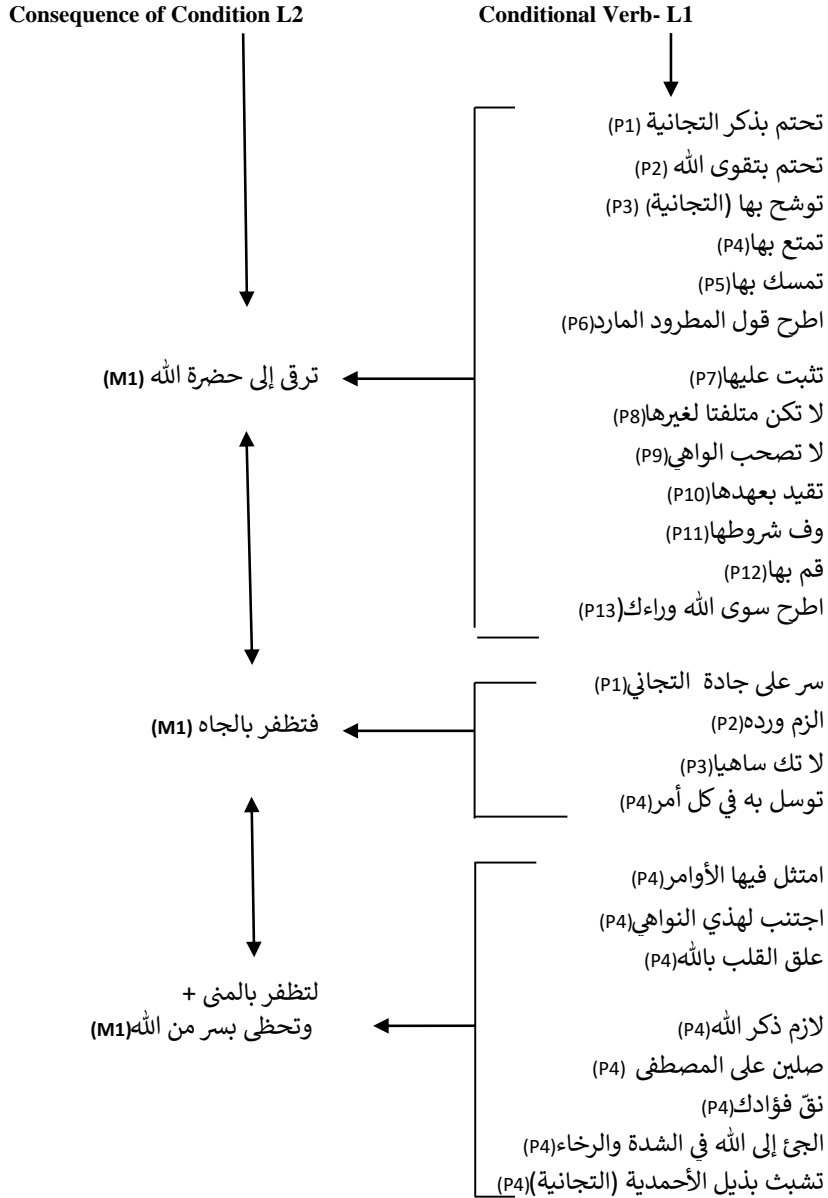 Consequence of Condition L2
Conditional Verb- L1
تحتم بذكر التجانية (P1)
تحتم بتقوى الله (P2)
توشح بها (التجانية) (P3)
تمتع بها(P4)
تمسك بها(P5)
اطرح قول المطرود المارد(P6)
تثبت عليها(P7)
لا تكن متلفتا لغيرها(P8)
لا تصحب الواهي(P9)
تقيد بعهدها(P10)
وف شروطها(P11)
قم بها(P12)
اطرح سوى الله وراءك(P13)
ترقى إلى حضرة الله (M1)
سر على جادة التجاني(P1)
الزم ورده(P2)
لا تك ساهيا(P3)
توسل به في كل أمر(P4)
فتظفر بالجاه (M1)
امتثل فيها الأوامر(P4)
اجتنب لهذي النواهي(P4)
علق القلب بالله(P4)
لازم ذكر الله(P4)
صلين على المصطفى (P4)
نقّ فؤادك(P4)
الجئ إلى الله في الشدة والرخاء(P4)
تشبث بذيل الأحمدية (التجانية)(P4)
لتظفر بالمنى +
وتحظى بسر من الله(M1)